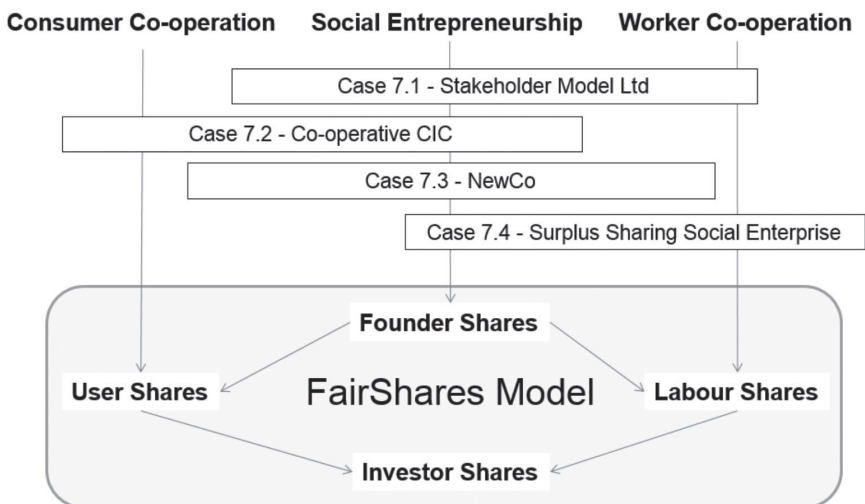 Consumer Co-operation
Social Entrepreneurship
Worker Co-operation
Case 7.1 - Stakeholder Model Ltd
Case 7.2 - Co-operative CIC
Case 7.3 - NewCo
Case 7.4 - Surplus Sharing Social Enterprise
Founder Shares
User Shares
FairShares Model
Labour Shares
Investor Shares